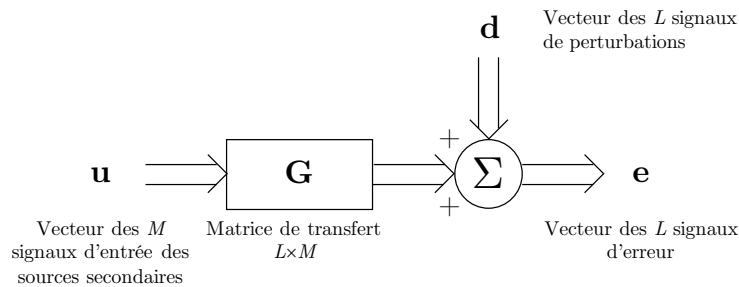 d
Vecteur des L signaux
de perturbations
+
u
G
Σ
e
+
Vecteur des M
signaux d'entrée des
sources secondaires
Matrice de transfert
L×M
Vecteur des L signaux
d'erreur